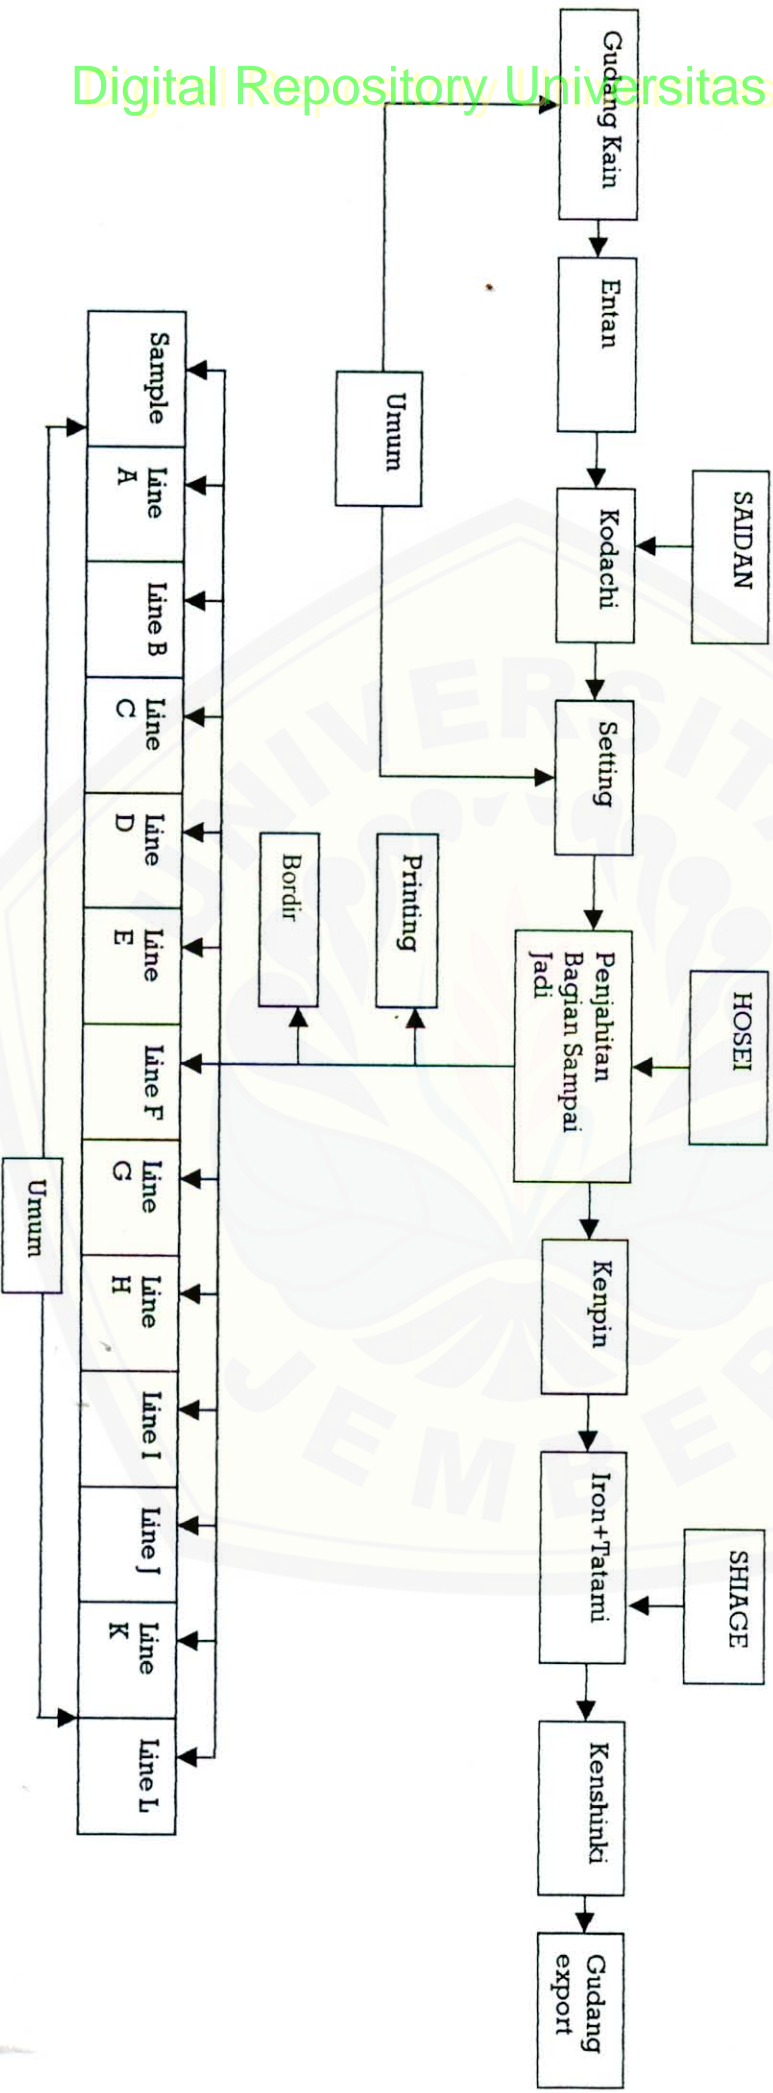 Digital Repository Universitas
SAIDAN
HOSEI
SHIAGE
Gudang Kain
Entan
Kodachi
Setting
Penjahitan
Bagian Sampai
Jadi
Kenpin
Iron+Tatami
Kenshinki
Gudang
export
Umum
Printing
Bordir
Sample
Line
A
Line B
Line
C
Line
D
Line
E
Line F
Line
G
Line
H
Line I
Line J
Line
K
Line L
Umum
UNIVERSITA
JEMBER